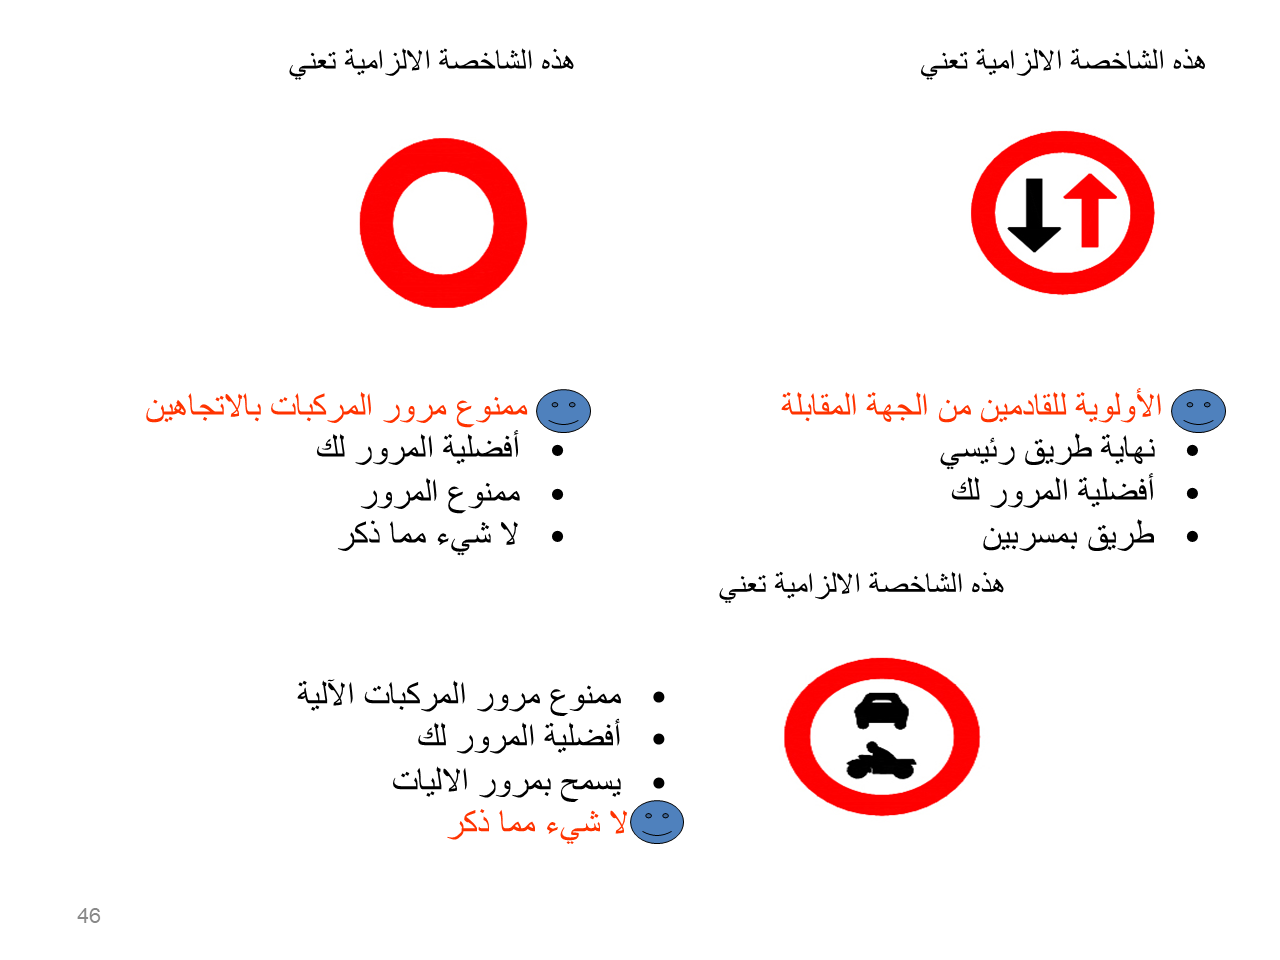 هذه الشاخصة الالزامية تعني
الأولوية للقادمين من الجهة المقابلة
نهاية طريق رئيسي
أفضلية المرور لك
طريق بمسربين
هذه الشاخصة الالزامية تعني
ممنوع مرور المركبات بالاتجاهين
أفضلية المرور لك
ممنوع المرور
لا شيء مما ذكر
هذه الشاخصة الالزامية تعني
ممنوع مرور المركبات الآلية
أفضلية المرور لك
يسمح بمرور الاليات
لا شيء مما ذكر
46